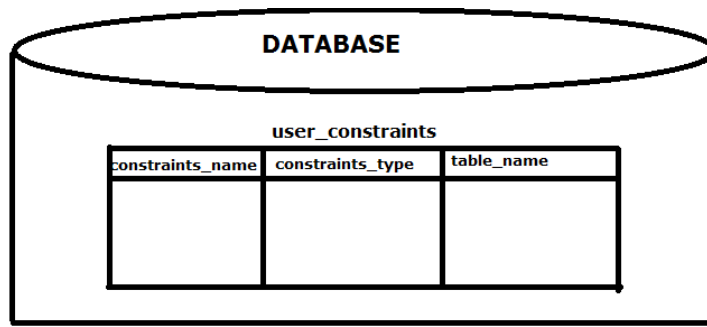 DATABASE
user_constraints
constraints_name constraints_type table_name